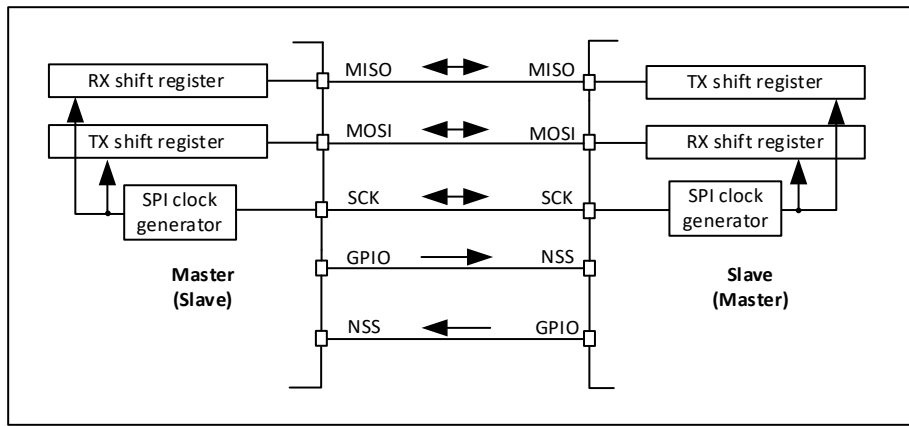 RX shift register
MISO
MISO
TX shift register
TX shift register
MOSI
MOSI
RX shift register
SPI clock
generator
SCK
SCK
SPI clock
generator
Master
(Slave)
GPIO
NSS
Slave
(Master)
NSS
GPIO